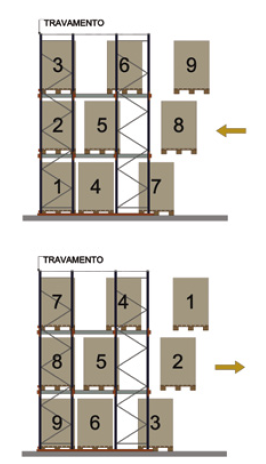 TRAVAMENTO
3 6 9
2 5 8
1 4 7
TRAVAMENTO
7 4 1
8 5 2
9 6 3